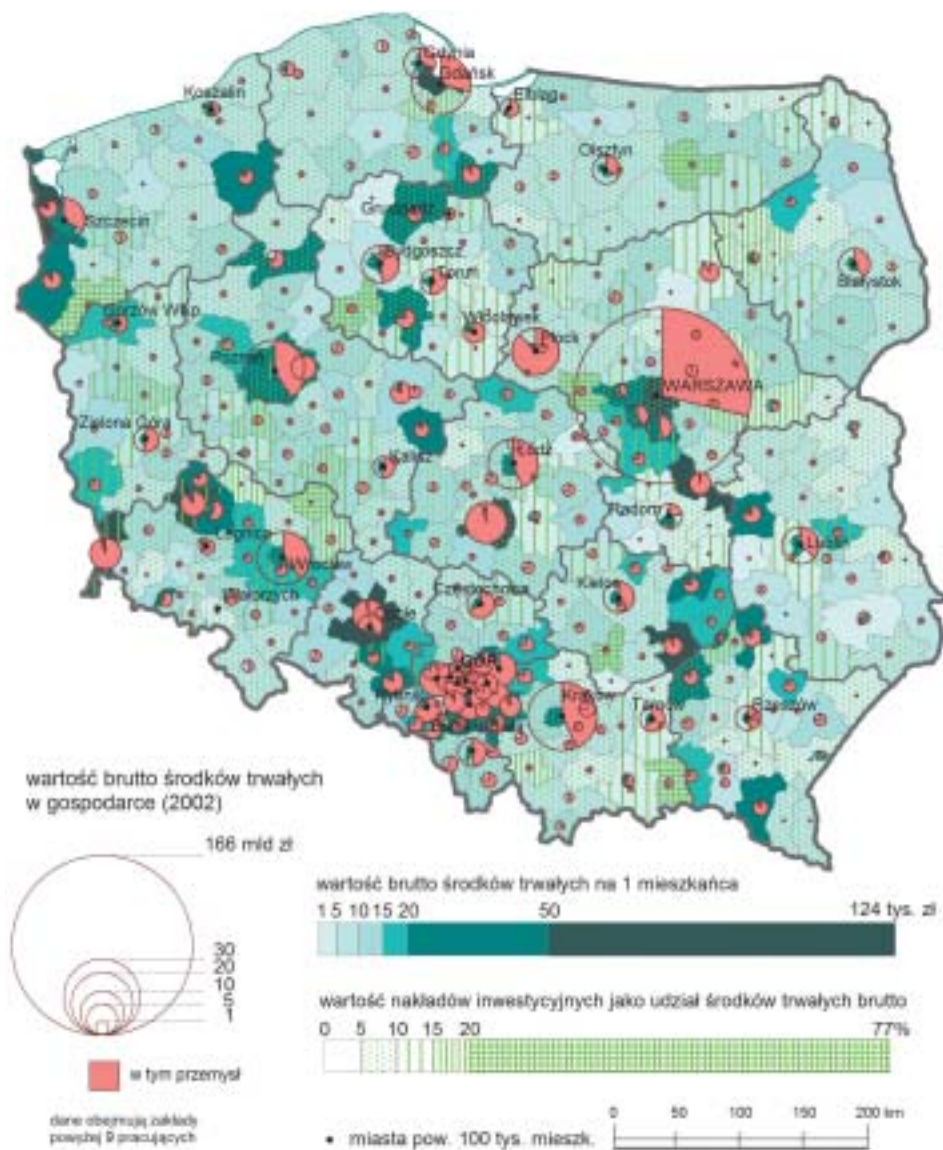 Gdynia
Gdańsk
Koszalin
Elbląg
Olsztyn
Szczecin
Bydgoszcz
Toruń
Białystok
Gorzów Wlkp
Włocławek
Płock
Poznań
WARSZAWA
Zielona Góra
Kalisz
Łódź
Radom
Legnica
Lublin
Wrocław
Wałbrzych
Częstochowa
Kielce
Opole
Kraków
Tarnów
Rzeszów
wartość brutto środków trwałych
w gospodarce (2002)
166 mld zł
30
20
10
5
1
w tym przemysł
dane obejmują zakłady
powyżej 9 pracujących
wartość brutto środków trwałych na 1 mieszkańca
1 5 10 15 20 50 124 tys. zł
wartość nakładów inwestycyjnych jako udział środków trwałych brutto
0 5 10 15 20 77%
0 50 100 150 200 km
miasta pow. 100 tys. mieszk.